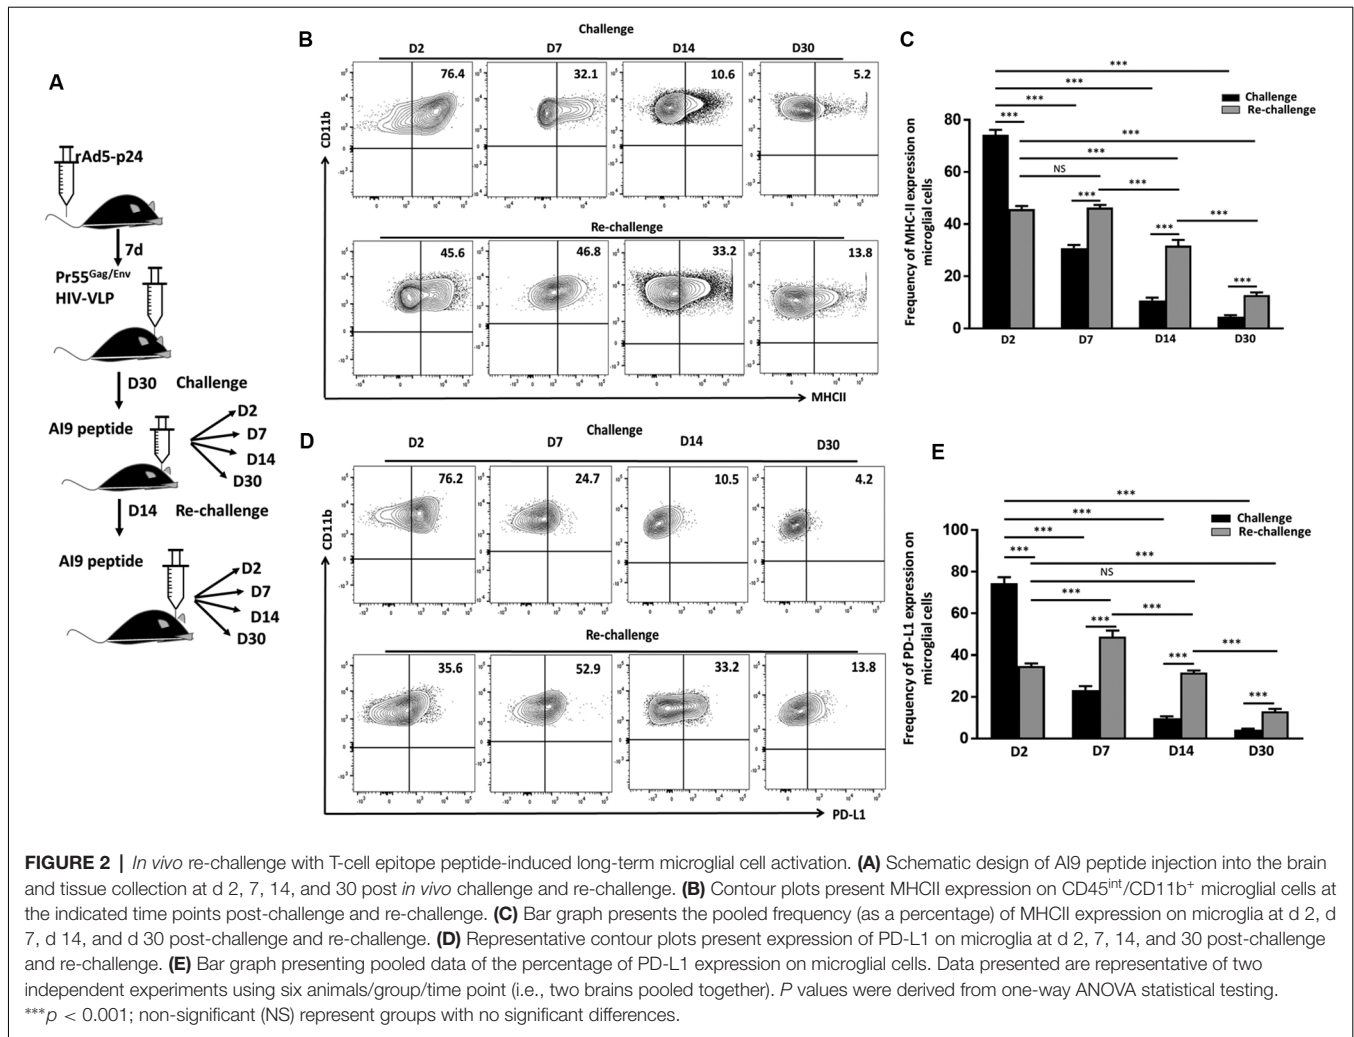 A
rAd5-p24
7d
Pr55Gag/Env
HIV-VLP
D30 Challenge
AI9 peptide
D2
D7
D14
D30
D14 Re-challenge
AI9 peptide
D2
D7
D14
D30
B
Challenge
D2 D7 D14 D30
76.4 32.1 10.6 5.2
CD11b
Re-challenge
45.6 46.8 33.2 13.8
MHCII
C
Challenge
Re-challenge
Frequency of MHC-II expression on
microglial cells
80
60
40
20
0
*** *** *** ***
*** *** NS *** *** *** *** ***
D2 D7 D14 D30
D
Challenge
D2 D7 D14 D30
76.2 24.7 10.5 4.2
CD11b
Re-challenge
35.6 52.9 33.2 13.8
PD-L1
E
Challenge
Re-challenge
Frequency of PD-L1 expression on
microglial cells
100
80
60
40
20
0
*** *** *** ***
*** NS *** *** *** *** *** ***
D2 D7 D14 D30
FIGURE 2 | In vivo re-challenge with T-cell epitope peptide-induced long-term microglial cell activation. (A) Schematic design of AI9 peptide injection into the brain
and tissue collection at d 2, 7, 14, and 30 post in vivo challenge and re-challenge. (B) Contour plots present MHCII expression on CD45int/CD11b+ microglial cells at
the indicated time points post-challenge and re-challenge. (C) Bar graph presents the pooled frequency (as a percentage) of MHCII expression on microglia at d 2, d
7, d 14, and d 30 post-challenge and re-challenge. (D) Representative contour plots present expression of PD-L1 on microglia at d 2, 7, 14, and 30 post-challenge
and re-challenge. (E) Bar graph presenting pooled data of the percentage of PD-L1 expression on microglial cells. Data presented are representative of two
independent experiments using six animals/group/time point (i.e., two brains pooled together). P values were derived from one-way ANOVA statistical testing.
***p < 0.001; non-significant (NS) represent groups with no significant differences.